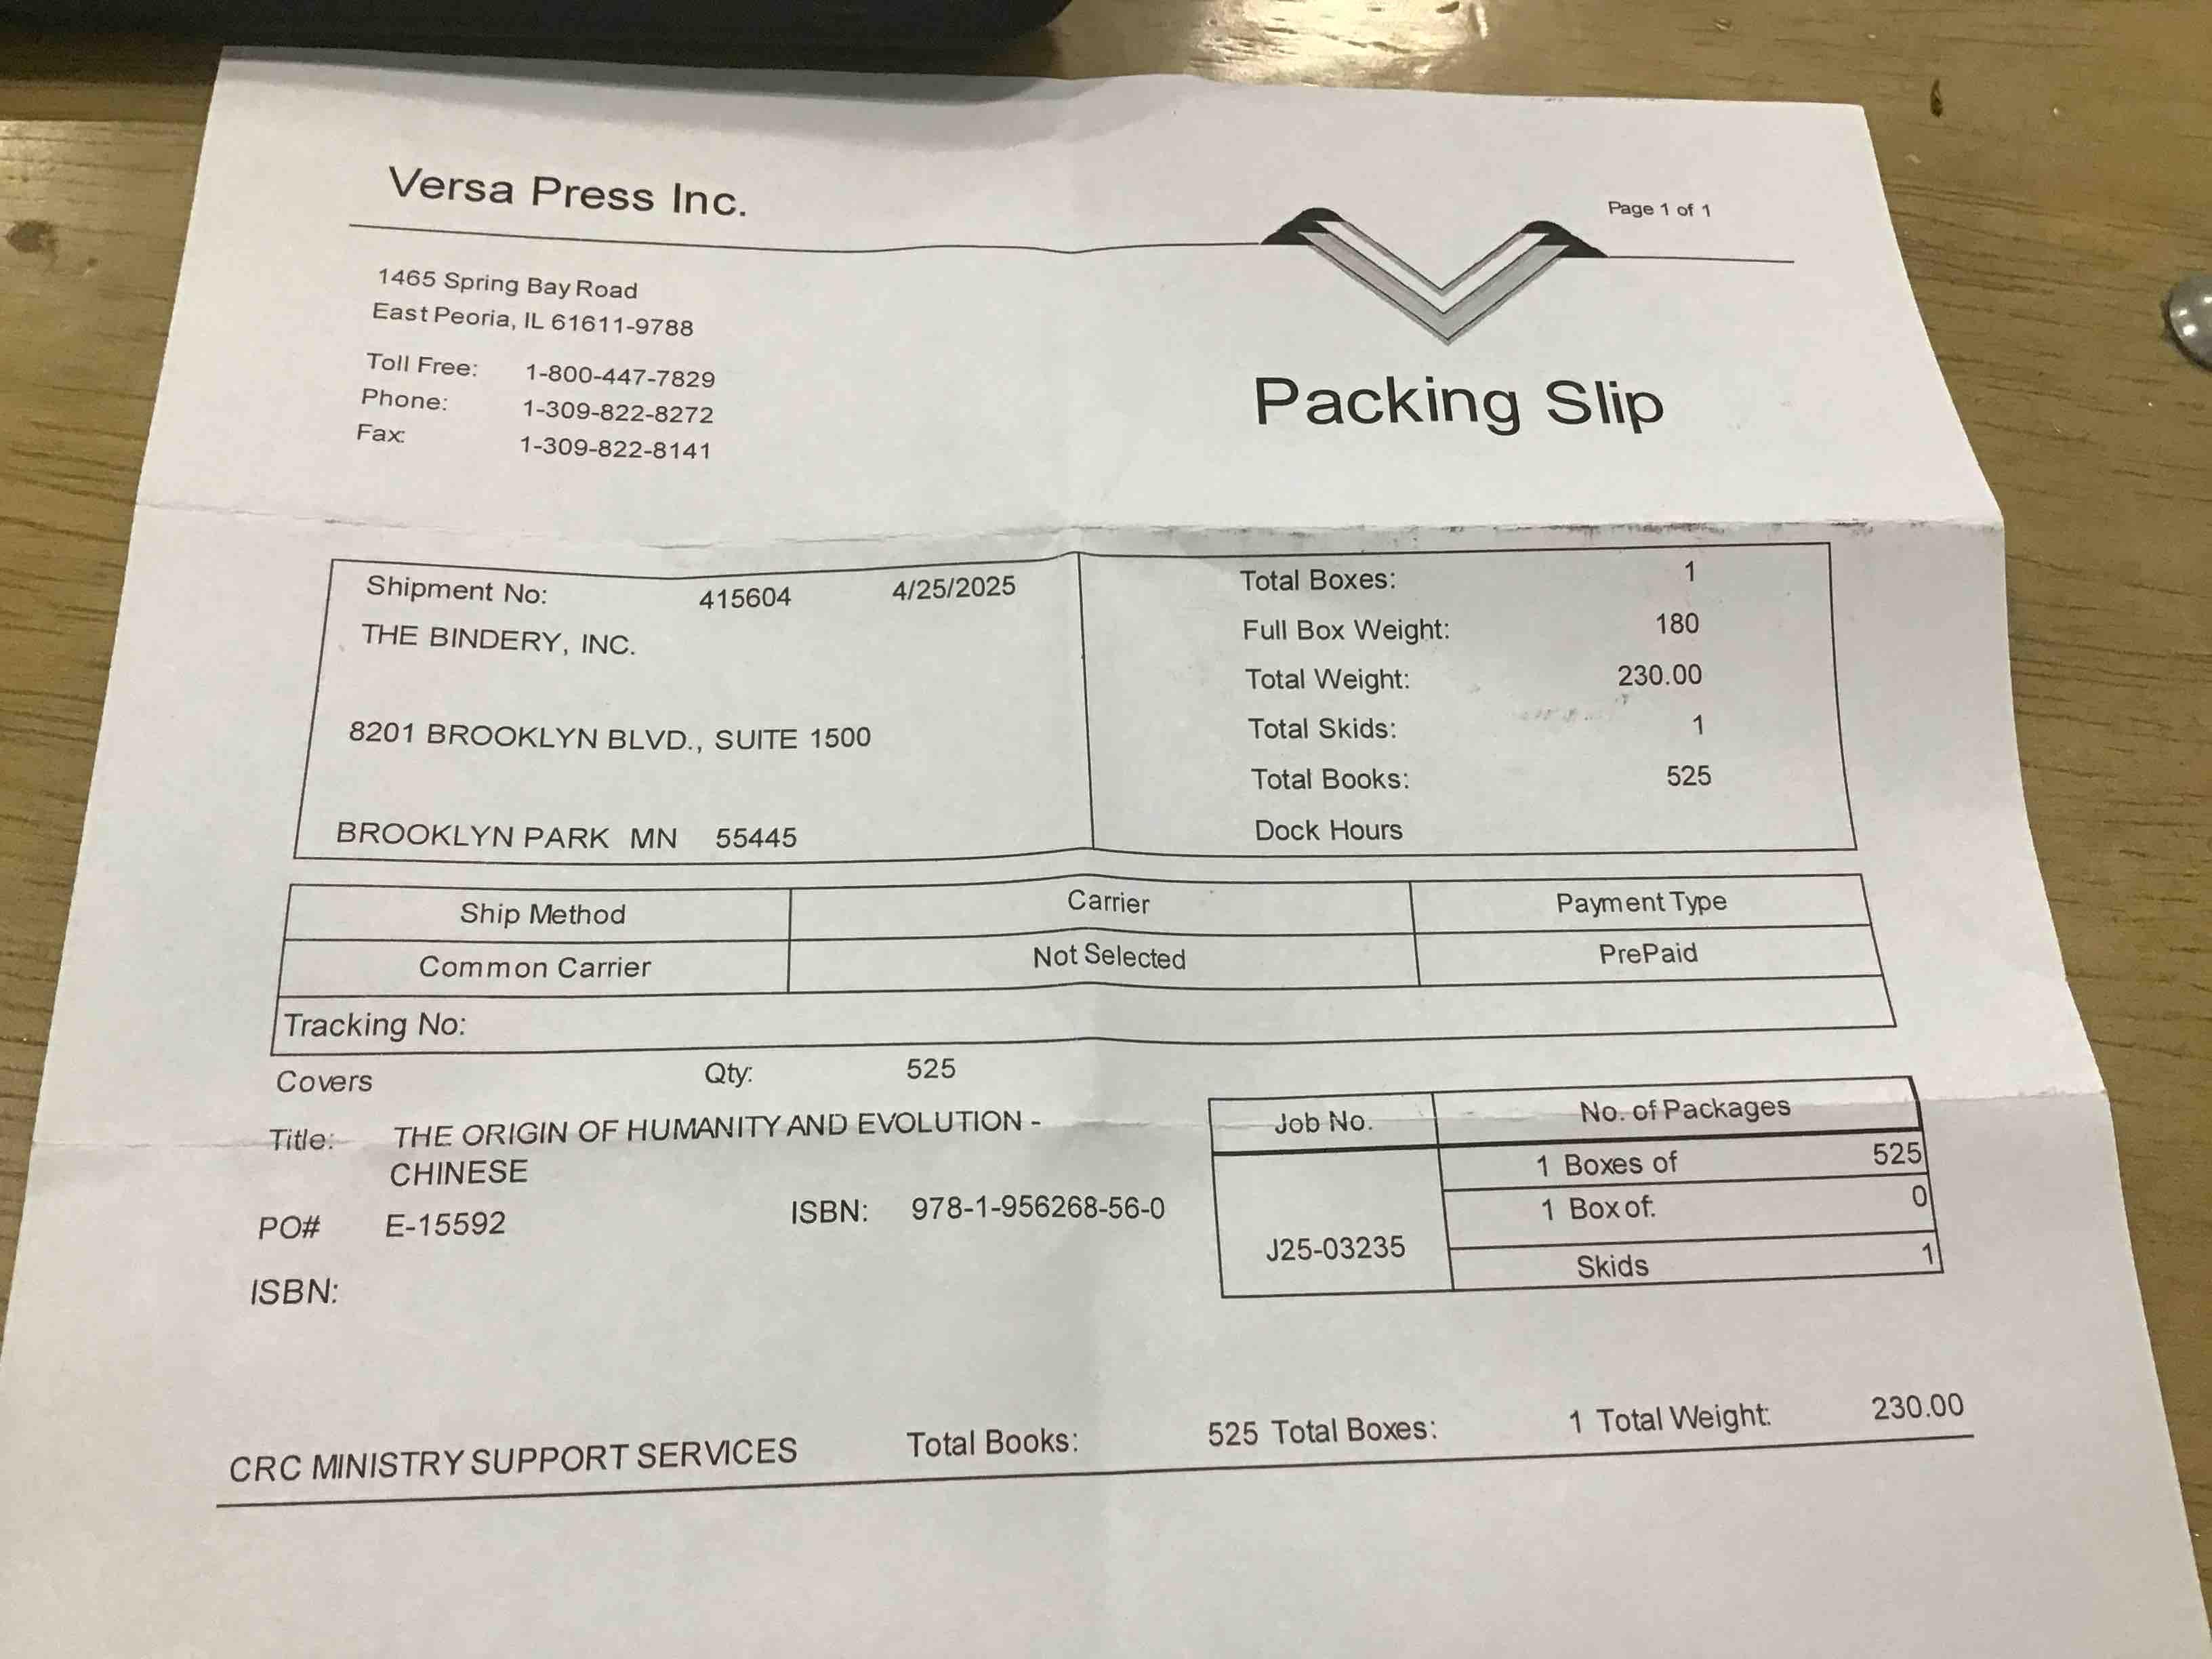 Versa Press Inc.
Page 1 of 1
1465 Spring Bay Road
East Peoria, IL 61611-9788
Toll Free: 1-800-447-7829
Phone: 1-309-822-8272
Fax: 1-309-822-8141
Packing Slip
Shipment No: 415604 4/25/2025
THE BINDERY, INC.
8201 BROOKLYN BLVD., SUITE 1500
BROOKLYN PARK MN 55445
Total Boxes: 1
Full Box Weight: 180
Total Weight: 230.00
Total Skids: 1
Total Books: 525
Dock Hours
Ship Method Carrier Payment Type
Common Carrier Not Selected PrePaid
Tracking No:
Covers Qty: 525
Title: THE ORIGIN OF HUMANITY AND EVOLUTION -
CHINESE
PO# E-15592 ISBN: 978-1-956268-56-0
ISBN:
Job No. No. of Packages
1 Boxes of 525
1 Box of: 0
J25-03235
Skids 1
CRC MINISTRY SUPPORT SERVICES Total Books: 525 Total Boxes: 1 Total Weight: 230.00